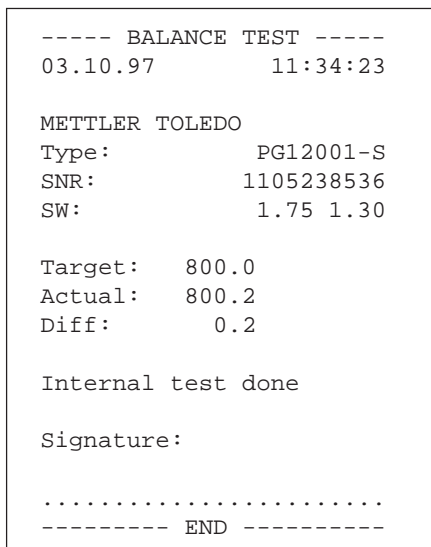 ----- BALANCE TEST -----
03.10.97 11:34:23
METTLER TOLEDO
Type: PG12001-S
SNR: 1105238536
SW: 1.75 1.30
Target: 800.0
Actual: 800.2
Diff: 0.2
Internal test done
Signature:
........................
--------- END ----------